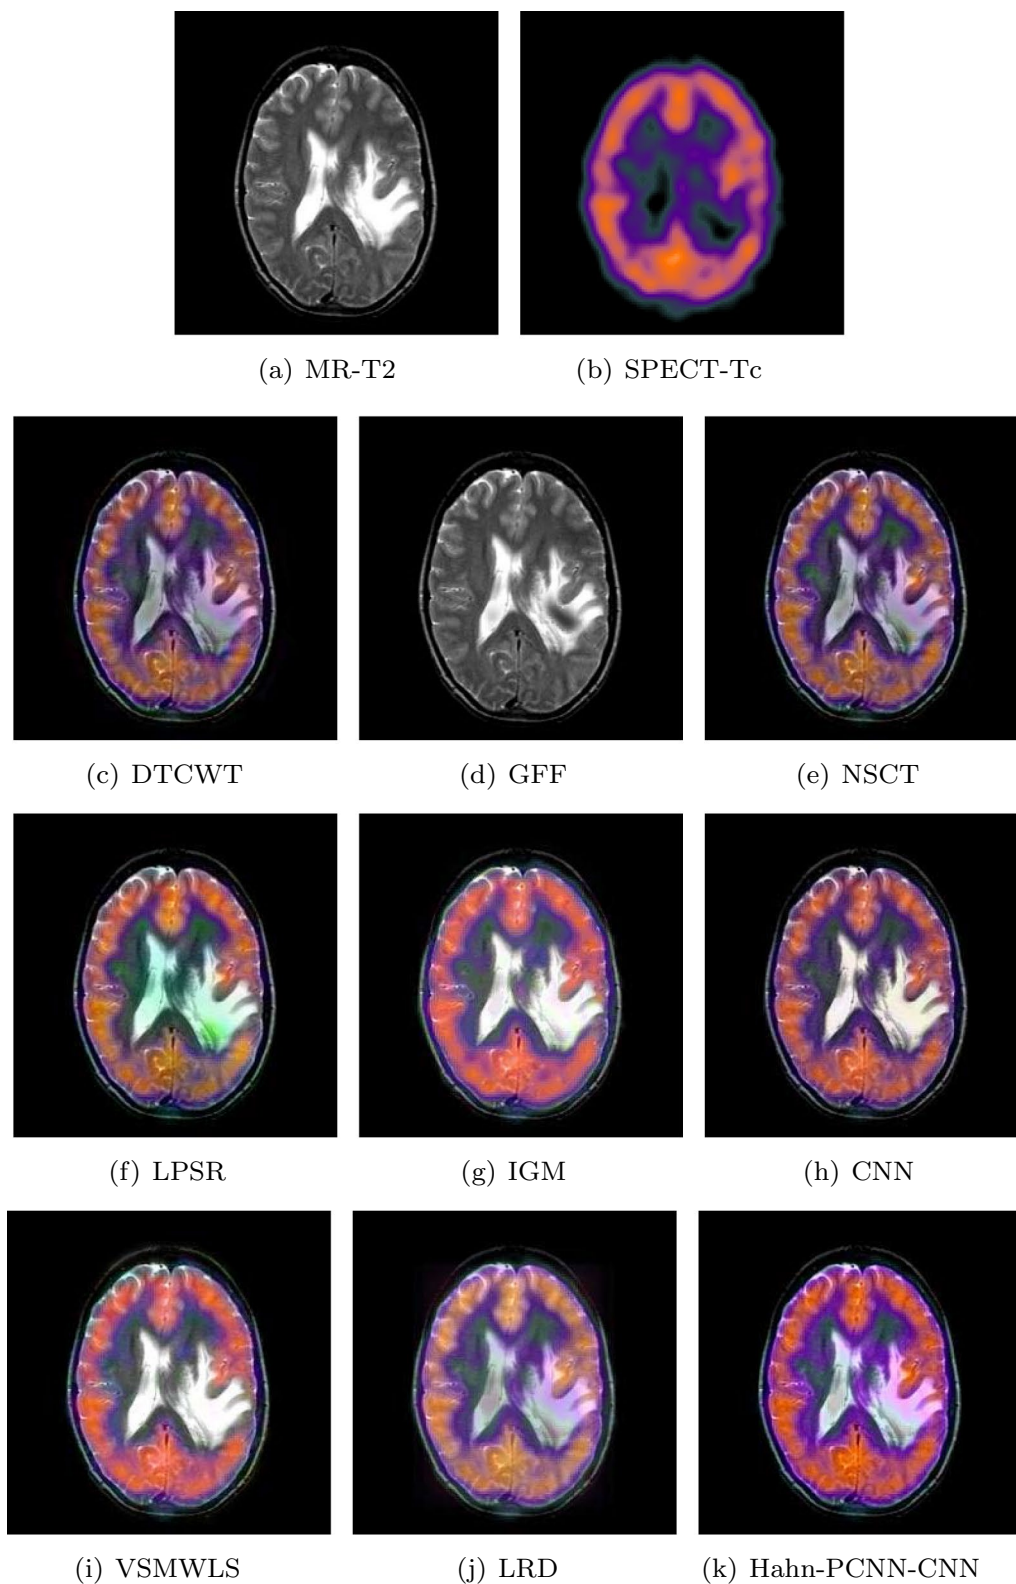 (a) MR-T2
(b) SPECT-Tc
(c) DTCWT
(d) GFF
(e) NSCT
(f) LPSR
(g) IGM
(h) CNN
(i) VSMWLS
(j) LRD
(k) Hahn-PCNN-CNN